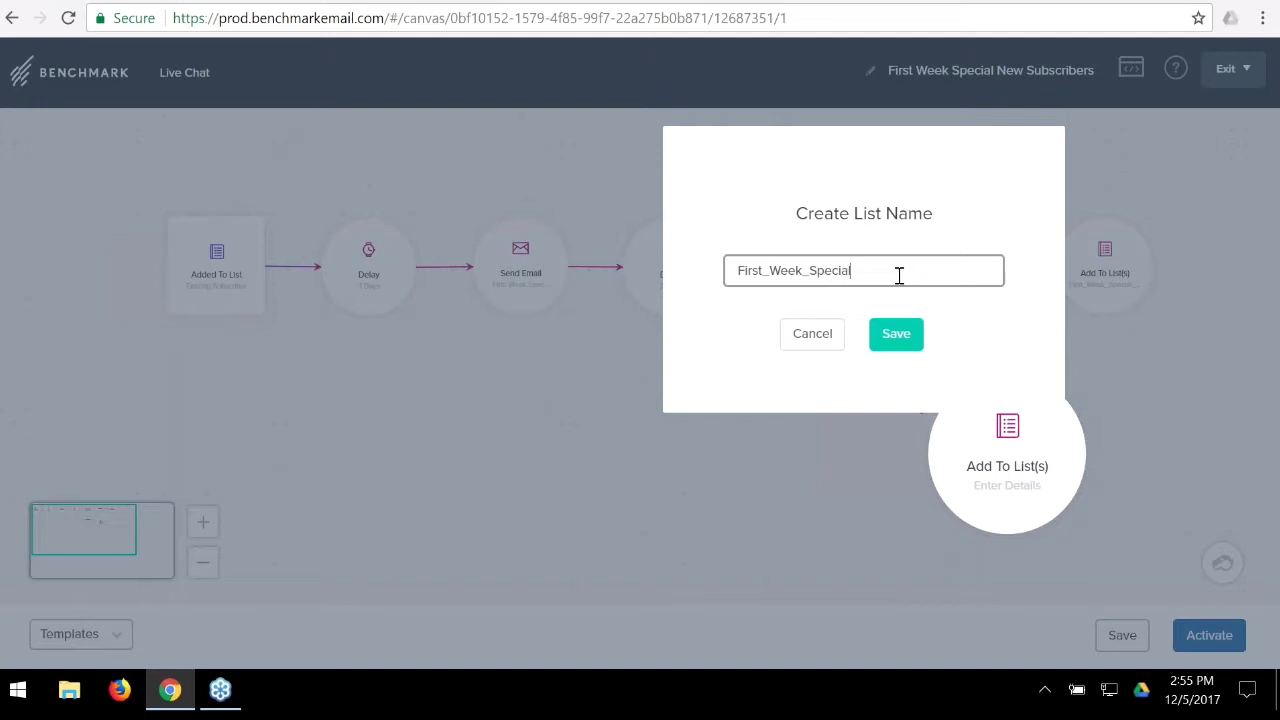 Secure
https://prod.benchmarkemail.com/#/canvas/0bf10152-1579-4f85-99f7-22a275b0b871/12687351/1
BENCHMARK
Live Chat
First Week Special New Subscribers
?
Exit
Create List Name
First_Week_Special
Cancel
Save
Added To List
Delay
Send Email
Add To List(s)
Add To List(s)
Enter Details
+
−
Templates
Save
Activate
2:55 PM
12/5/2017